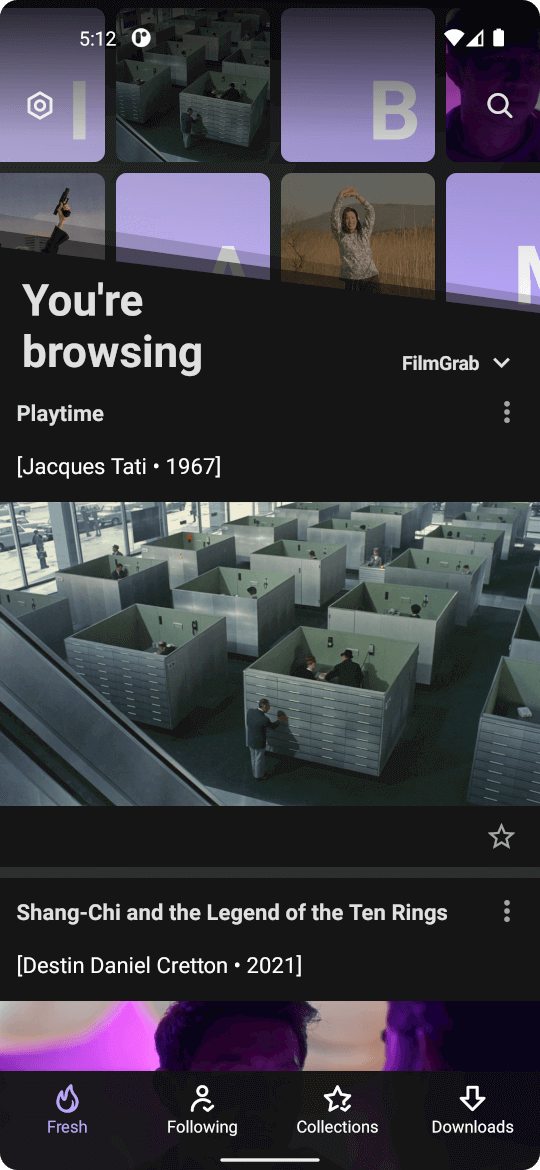 5:12
I
B
A
You're
browsing
FilmGrab
Playtime
[Jacques Tati • 1967]
Shang-Chi and the Legend of the Ten Rings
[Destin Daniel Cretton • 2021]
Fresh
Following
Collections
Downloads